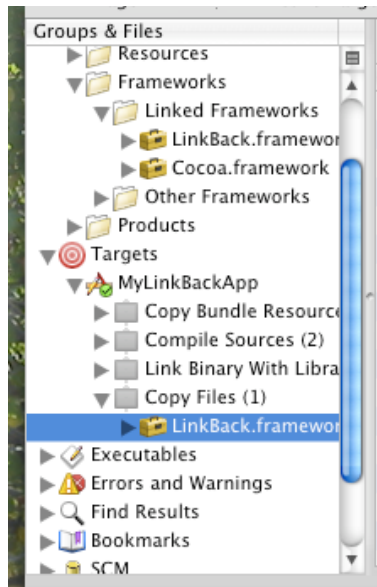 Groups & Files
Resources
Frameworks
Linked Frameworks
LinkBack.framewor
Cocoa.framework
Other Frameworks
Products
Targets
MyLinkBackApp
Copy Bundle Resource
Compile Sources (2)
Link Binary With Libra
Copy Files (1)
LinkBack.framewor
Executables
Errors and Warnings
Find Results
Bookmarks
SCM